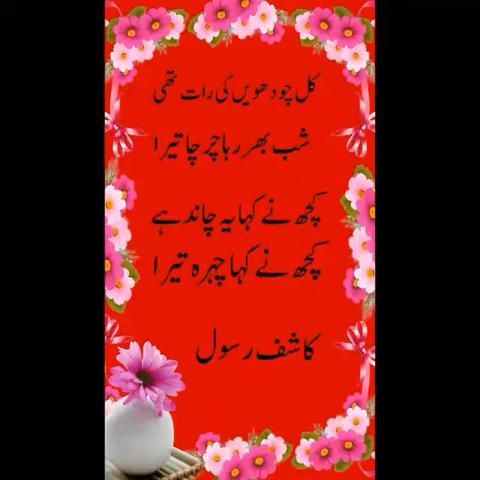 کل چودھویں کی رات تھی
شب بھر رہا چرچا تیرا
کچھ نے کہا یہ چاند ہے
کچھ نے کہا چہرہ تیرا
کاشف رسول